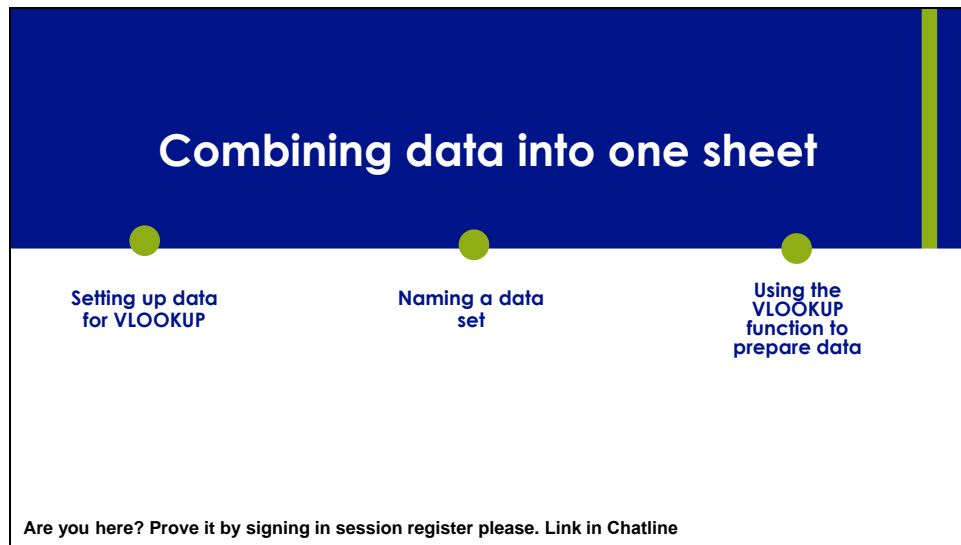 Combining data into one sheet
Setting up data
for VLOOKUP
Naming a data
set
Using the
VLOOKUP
function to
prepare data
Are you here? Prove it by signing in session register please. Link in Chatline